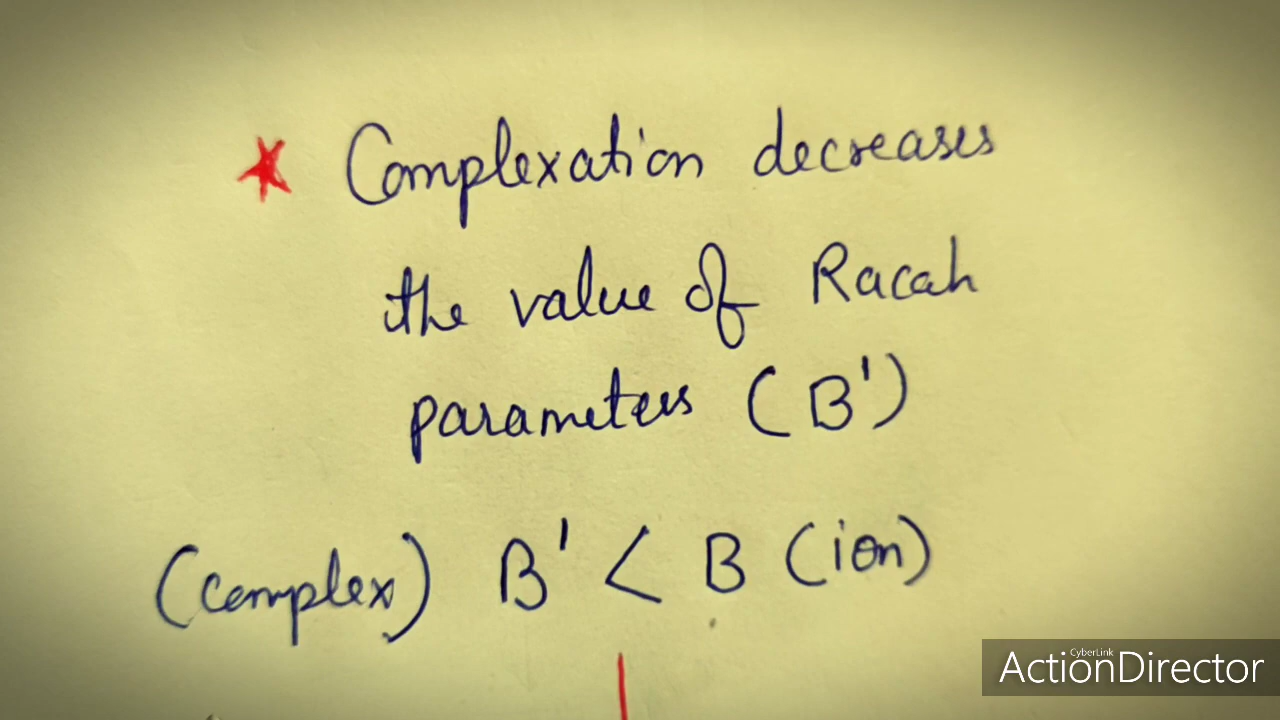 * Complexation decreases
the value of Racah
parameters (B')
(complex) B' < B (ion)
CyberLink
ActionDirector